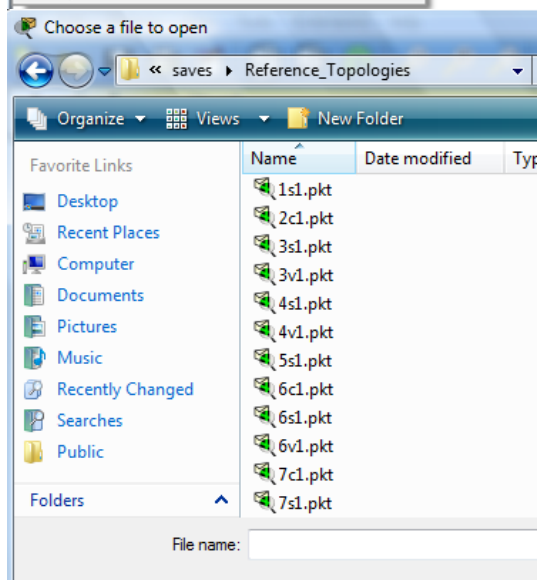 Choose a file to open
« saves Reference_Topologies
Organize Views New Folder
Favorite Links
Desktop
Recent Places
Computer
Documents
Pictures
Music
Recently Changed
Searches
Public
Folders
Name Date modified Typ
1s1.pkt
2c1.pkt
3s1.pkt
3v1.pkt
4s1.pkt
4v1.pkt
5s1.pkt
6c1.pkt
6s1.pkt
6v1.pkt
7c1.pkt
7s1.pkt
File name: